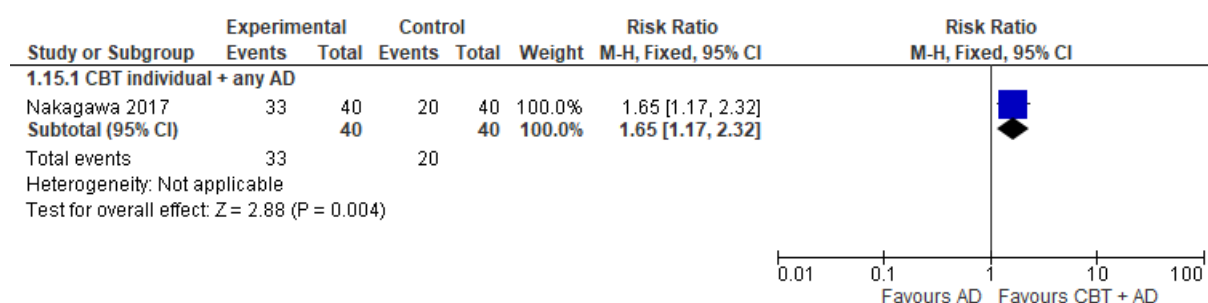 Experimental Control Risk Ratio Risk Ratio
Study or Subgroup Events Total Events Total Weight M-H, Fixed, 95% CI M-H, Fixed, 95% CI
1.15.1 CBT individual + any AD
Nakagawa 2017 33 40 20 40 100.0% 1.65 [1.17, 2.32]
Subtotal (95% CI) 40 40 100.0% 1.65 [1.17, 2.32]
Total events 33 20
Heterogeneity: Not applicable
Test for overall effect: Z = 2.88 (P = 0.004)
0.01 0.1 1 10 100
Favours AD Favours CBT + AD